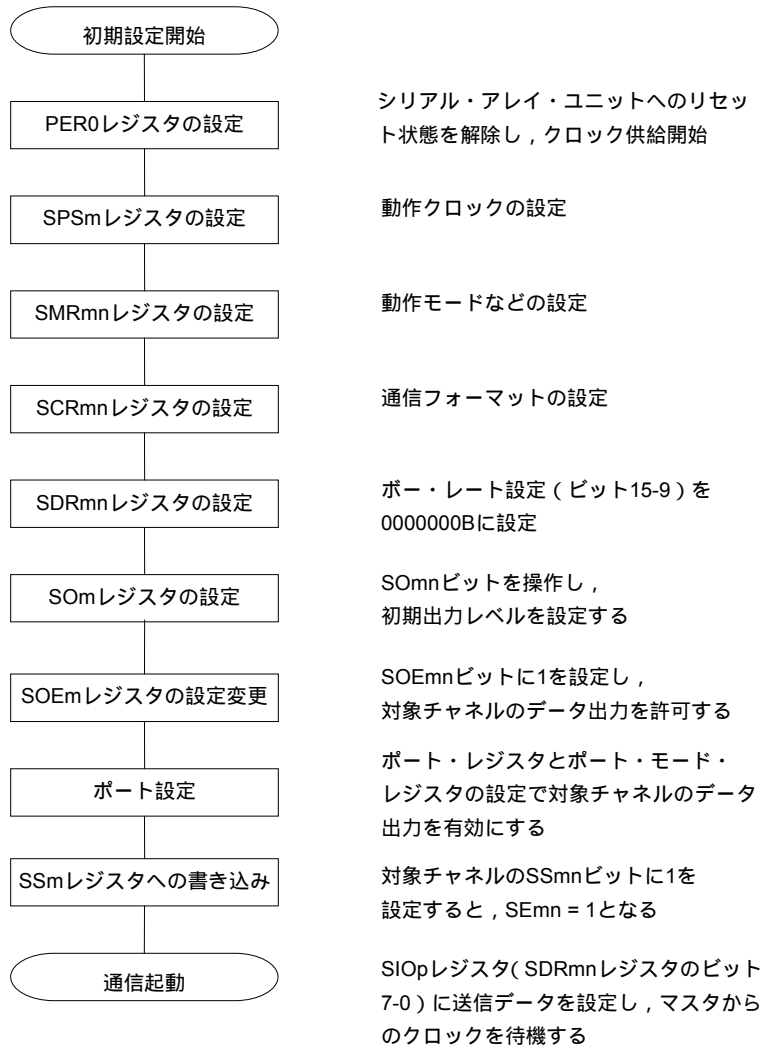 初期設定開始
PER0レジスタの設定
シリアル・アレイ・ユニットへのリセッ
ト状態を解除し，クロック供給開始
SPSmレジスタの設定
動作クロックの設定
SMRmnレジスタの設定
動作モードなどの設定
SCRmnレジスタの設定
通信フォーマットの設定
SDRmnレジスタの設定
ボー・レート設定（ビット15-9）を
0000000Bに設定
SOmレジスタの設定
SOmnビットを操作し，
初期出力レベルを設定する
SOEmレジスタの設定変更
SOEmnビットに1を設定し，
対象チャネルのデータ出力を許可する
ポート設定
ポート・レジスタとポート・モード・
レジスタの設定で対象チャネルのデータ
出力を有効にする
SSmレジスタへの書き込み
対象チャネルのSSmnビットに1を
設定すると，SEmn = 1となる
通信起動
SIOpレジスタ（SDRmnレジスタのビット
7-0）に送信データを設定し，マスタから
のクロックを待機する